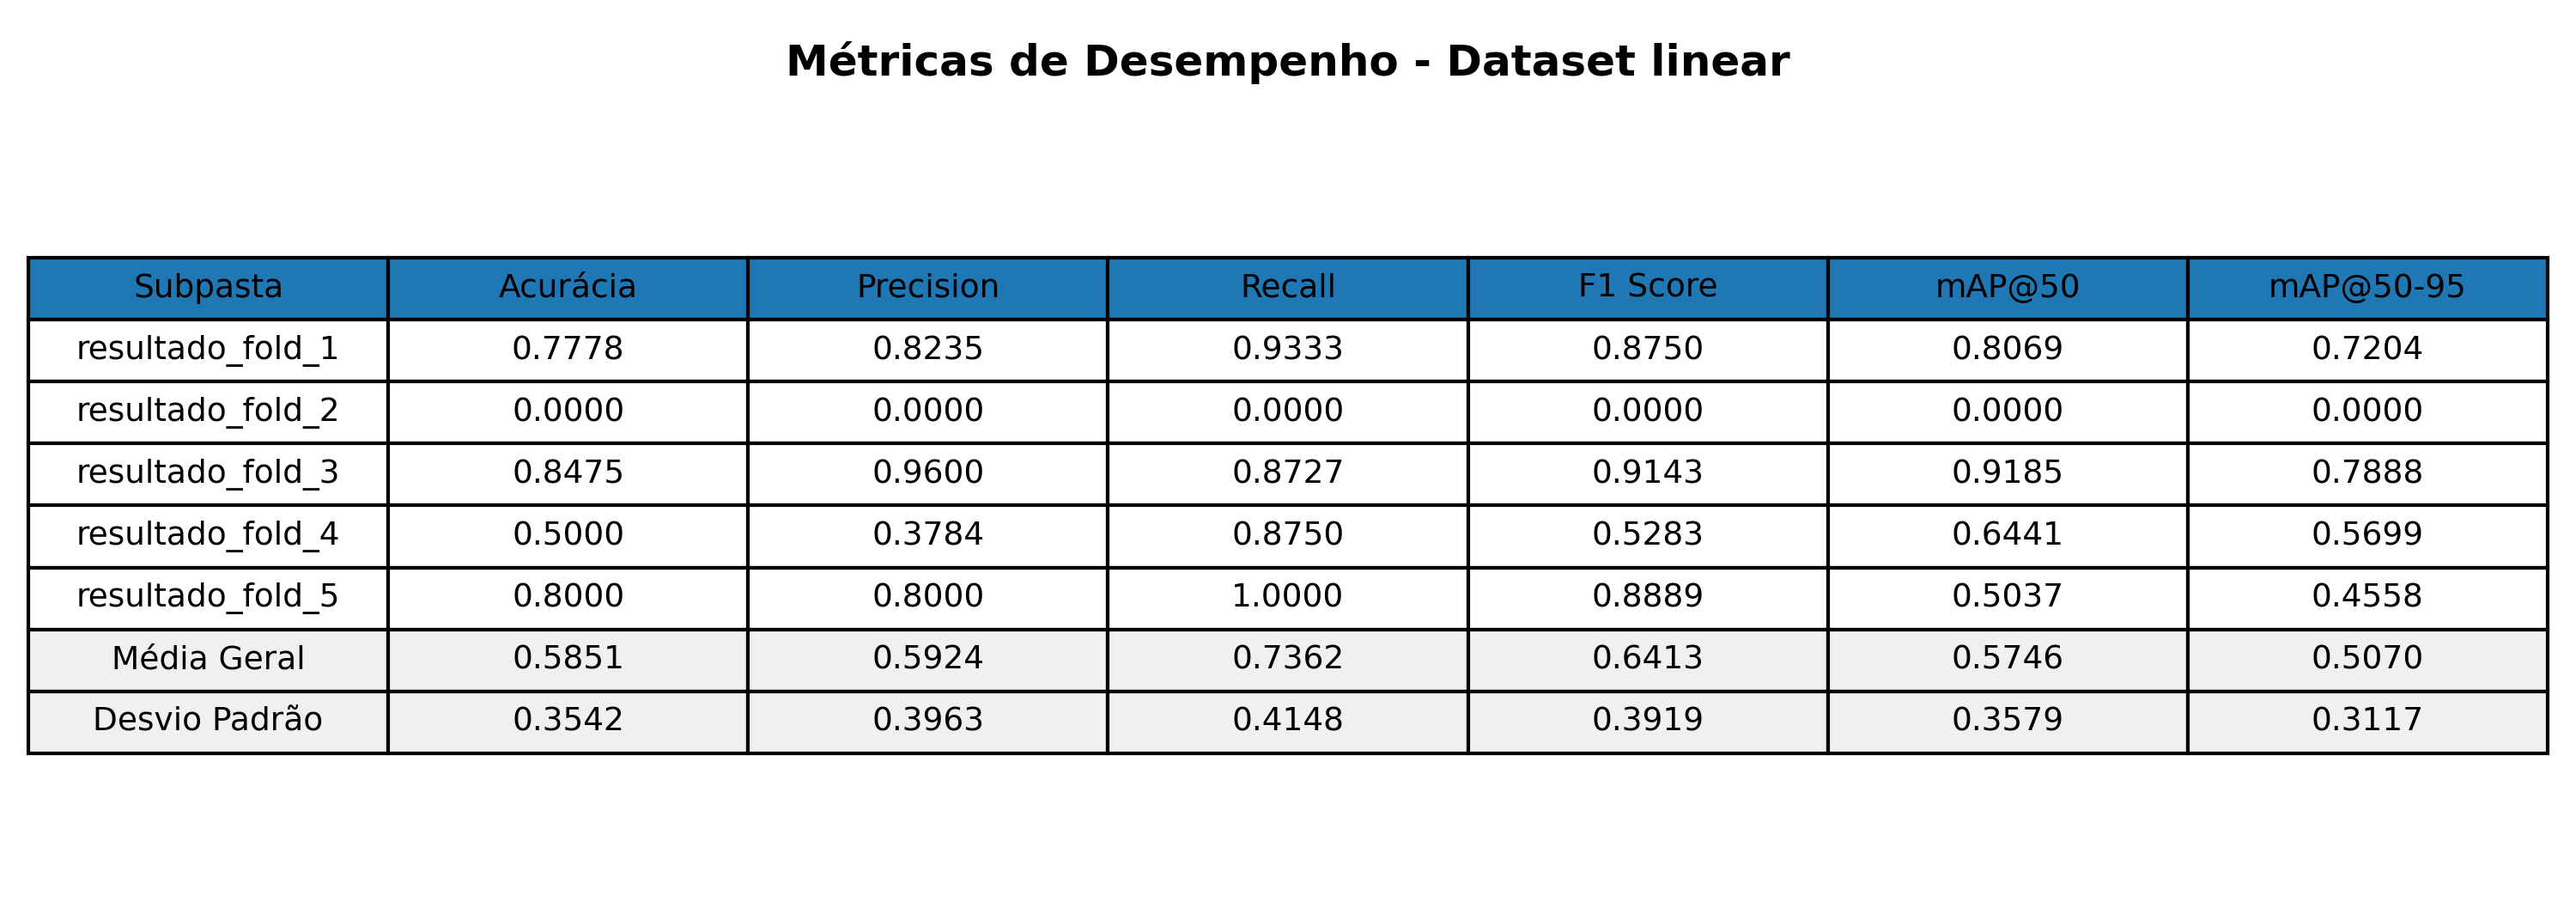 Métricas de Desempenho - Dataset linear
Subpasta Acurácia Precision Recall F1 Score mAP@50 mAP@50-95
resultado_fold_1 0.7778 0.8235 0.9333 0.8750 0.8069 0.7204
resultado_fold_2 0.0000 0.0000 0.0000 0.0000 0.0000 0.0000
resultado_fold_3 0.8475 0.9600 0.8727 0.9143 0.9185 0.7888
resultado_fold_4 0.5000 0.3784 0.8750 0.5283 0.6441 0.5699
resultado_fold_5 0.8000 0.8000 1.0000 0.8889 0.5037 0.4558
Média Geral 0.5851 0.5924 0.7362 0.6413 0.5746 0.5070
Desvio Padrão 0.3542 0.3963 0.4148 0.3919 0.3579 0.3117